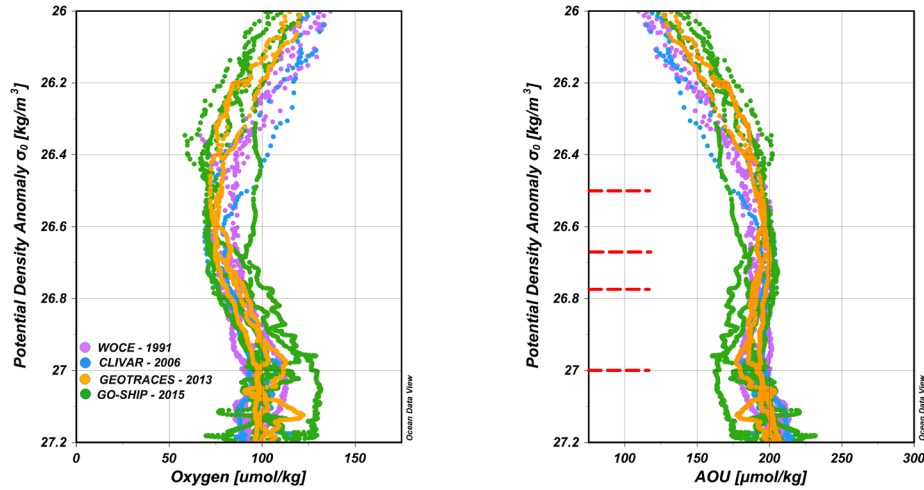 26
26.2
26.4
26.6
26.8
27
27.2
Potential Density Anomaly σ0 [kg/m3]
WOCE - 1991
CLIVAR - 2006
GEOTRACES - 2013
GO-SHIP - 2015
0 50 100 150
Oxygen [umol/kg]
Ocean Data View
26
26.2
26.4
26.6
26.8
27
27.2
Potential Density Anomaly σ0 [kg/m3]
100 150 200 250 300
AOU [µmol/kg]
Ocean Data View